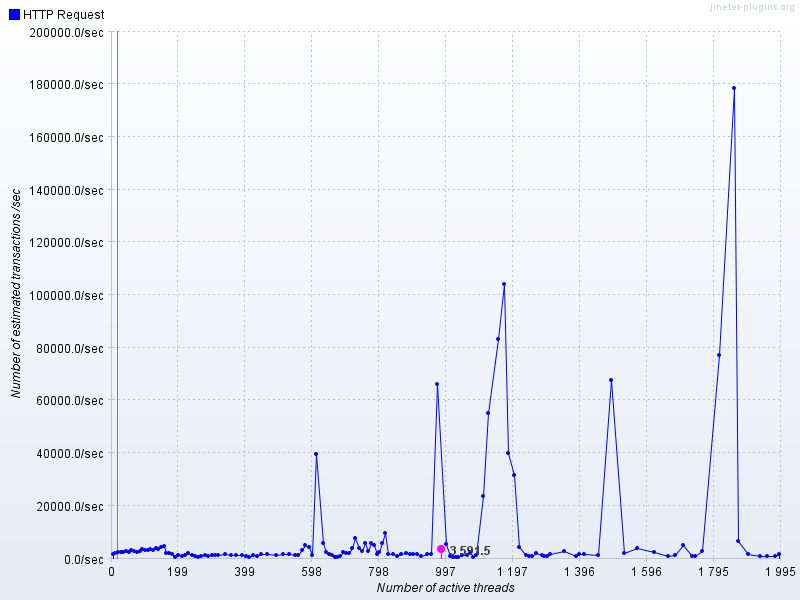 jmeter-plugins.org
HTTP Request
200000.0/sec
180000.0/sec
160000.0/sec
140000.0/sec
120000.0/sec
100000.0/sec
80000.0/sec
60000.0/sec
40000.0/sec
20000.0/sec
0.0/sec
Number of estimated transactions /sec
3 591.5
0 199 399 598 798 997 1 197 1 396 1 596 1 795 1 995
Number of active threads